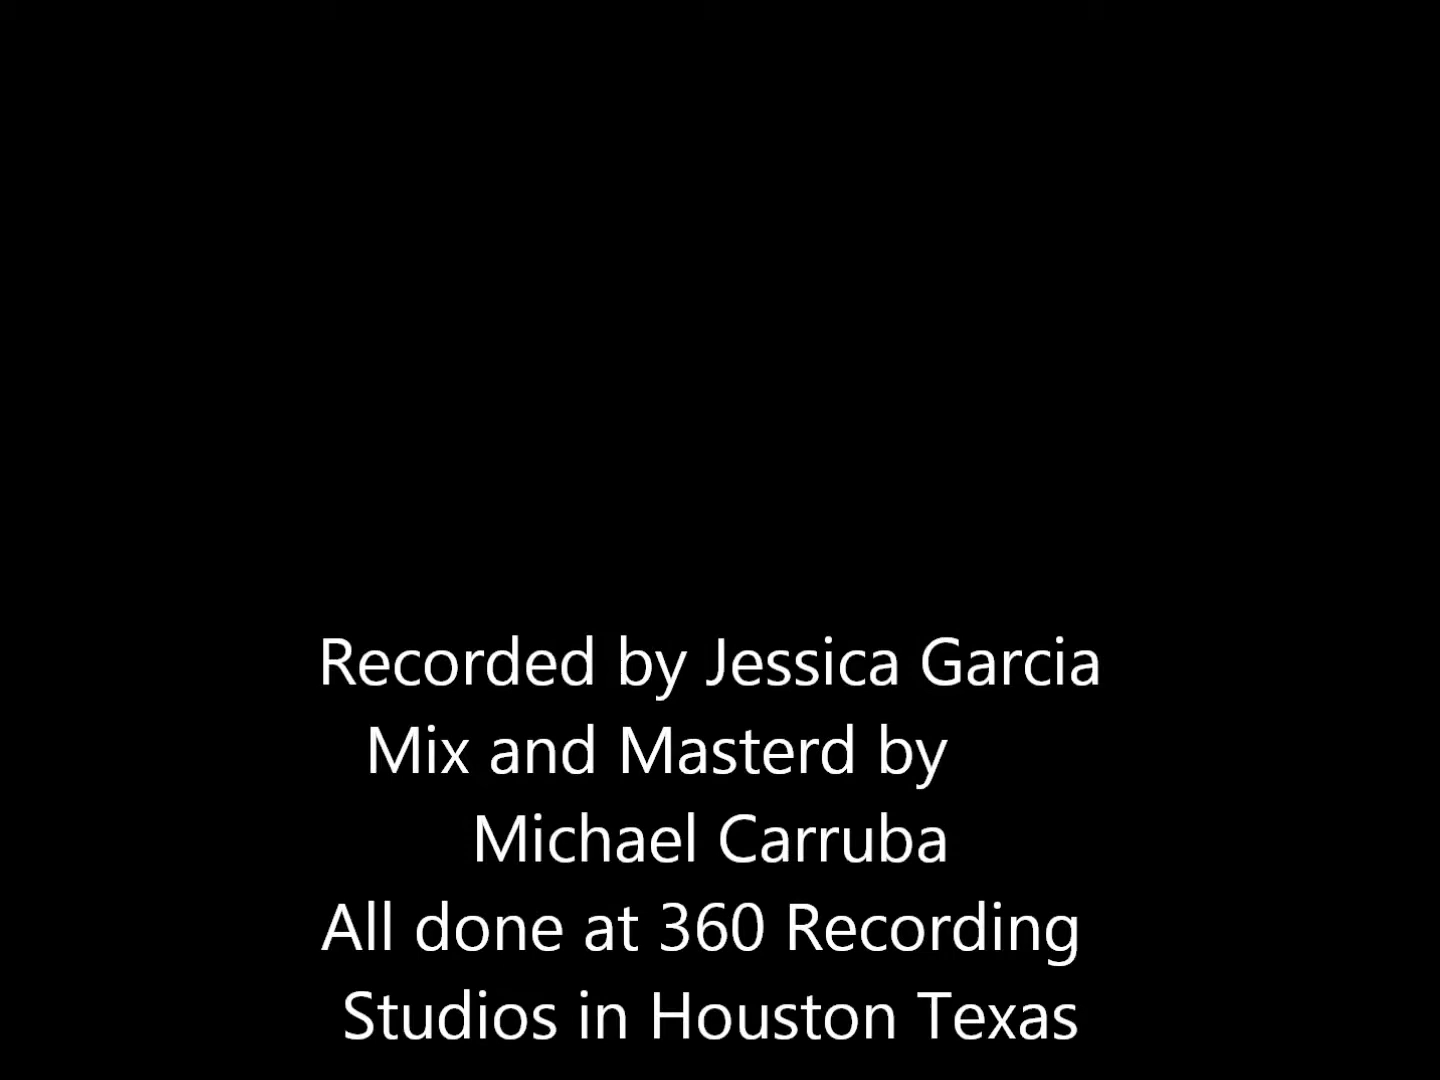 Recorded by Jessica Garcia
Mix and Masterd by
Michael Carruba
All done at 360 Recording
Studios in Houston Texas